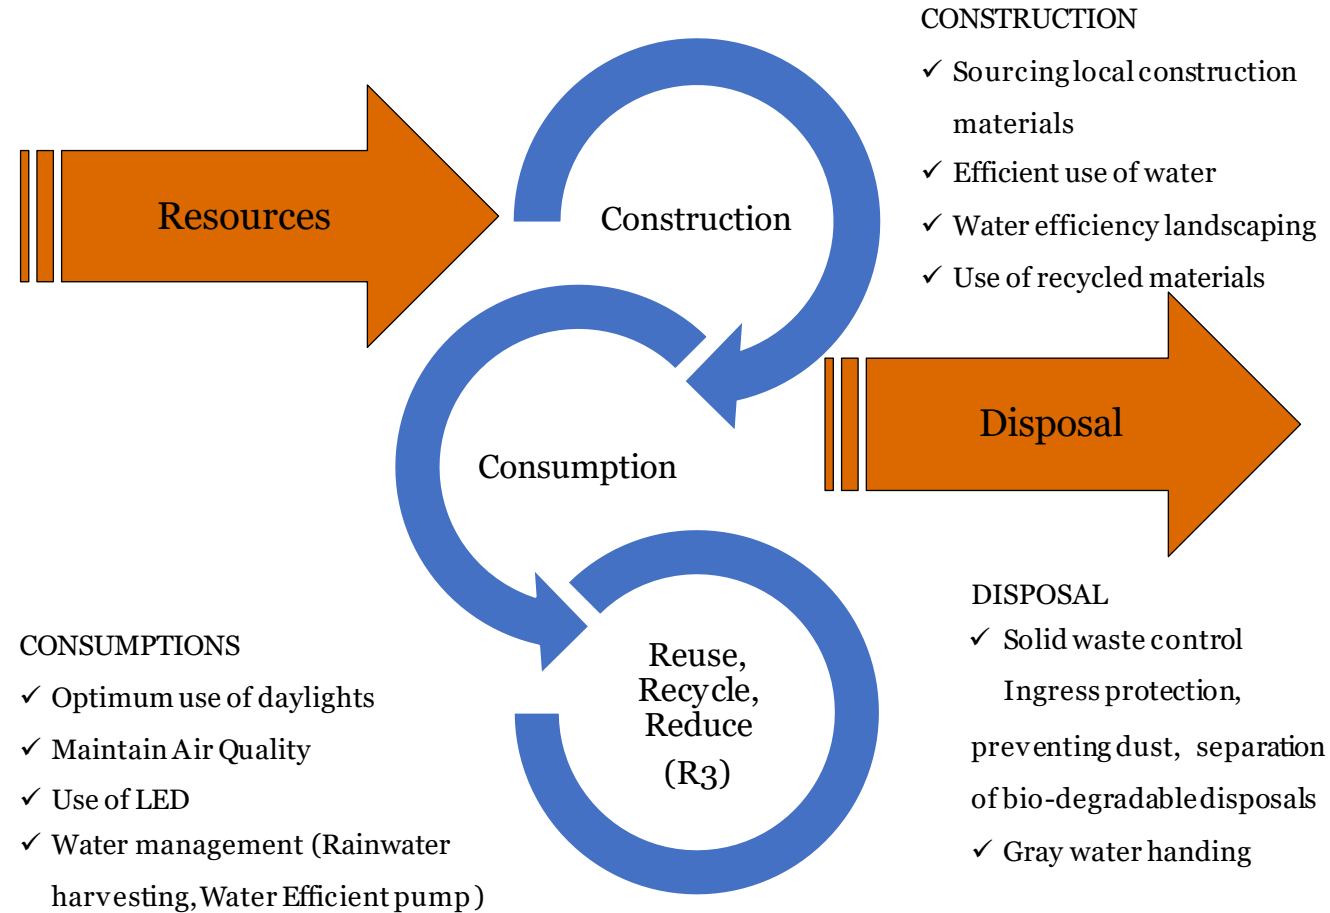 Resources
Construction
Consumption
Reuse,
Recycle,
Reduce
(R3)
Disposal
CONSTRUCTION
✓ Sourcing local construction
materials
✓ Efficient use of water
✓ Water efficiency landscaping
✓ Use of recycled materials
CONSUMPTIONS
✓ Optimum use of daylights
✓ Maintain Air Quality
✓ Use of LED
✓ Water management (Rainwater
harvesting, Water Efficient pump)
DISPOSAL
✓ Solid waste control
Ingress protection,
preventing dust, separation
of bio-degradable disposals
✓ Gray water handing